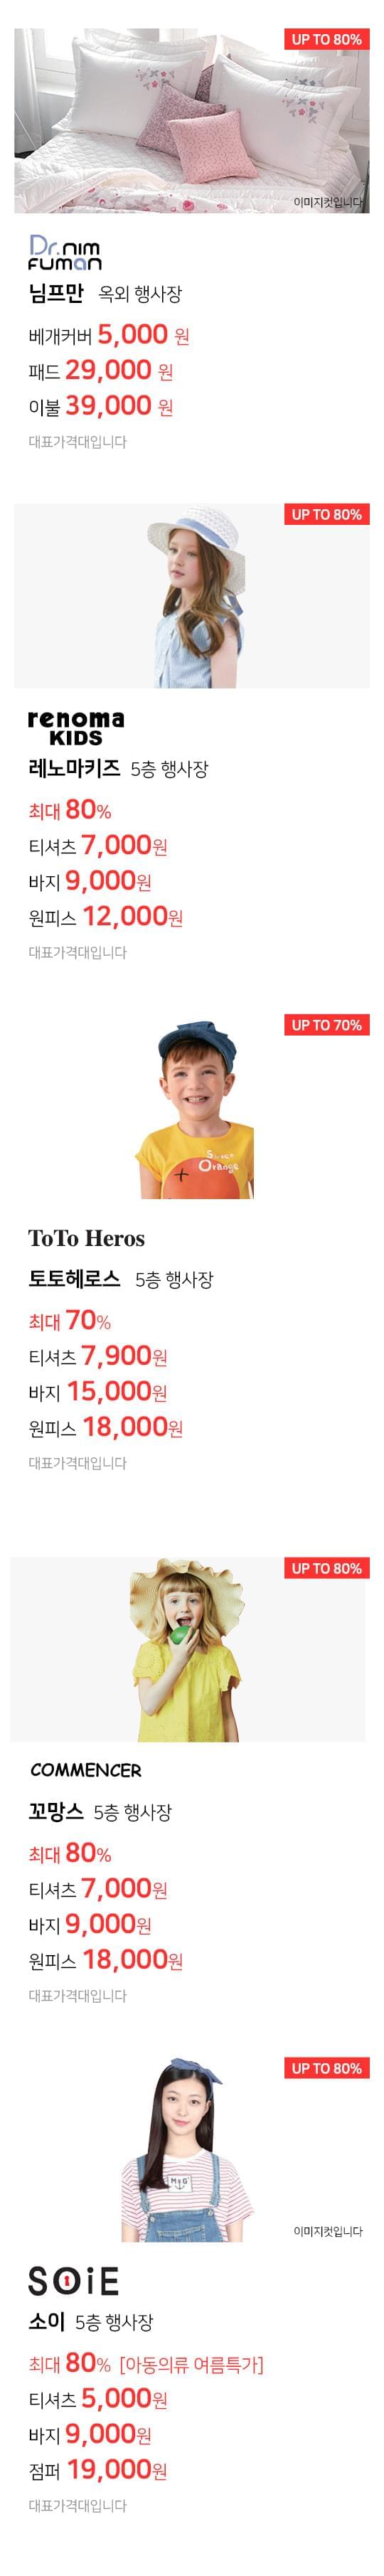 UP TO 80%
이미지컷입니다
Dr.nim
FUMAN
님프만 옥외 행사장
베개커버 5,000 원
패드 29,000 원
이불 39,000 원
대표가격대입니다
UP TO 80%
renoma
KIDS
레노마키즈 5층 행사장
최대 80%
티셔츠 7,000원
바지 9,000원
원피스 12,000원
대표가격대입니다
UP TO 70%
Sweet
Orange
ToTo Heros
토토헤로스 5층 행사장
최대 70%
티셔츠 7,900원
바지 15,000원
원피스 18,000원
대표가격대입니다
UP TO 80%
COMMENCER
꼬망스 5층 행사장
최대 80%
티셔츠 7,000원
바지 9,000원
원피스 18,000원
대표가격대입니다
UP TO 80%
이미지컷입니다
SOiE
소이 5층 행사장
최대 80% [아동의류 여름특가]
티셔츠 5,000원
바지 9,000원
점퍼 19,000원
대표가격대입니다